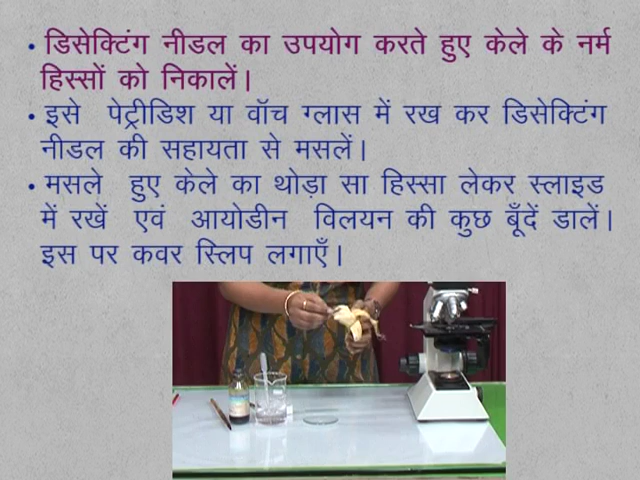 • डिसेक्टिंग नीडल का उपयोग करते हुए केले के नर्म
हिस्सों को निकालें।
• इसे पेट्रीडिश या वॉच ग्लास में रख कर डिसेक्टिंग
नीडल की सहायता से मसलें।
• मसले हुए केले का थोड़ा सा हिस्सा लेकर स्लाइड
में रखें एवं आयोडीन विलयन की कुछ बूँदें डालें।
इस पर कवर स्लिप लगाएँ।